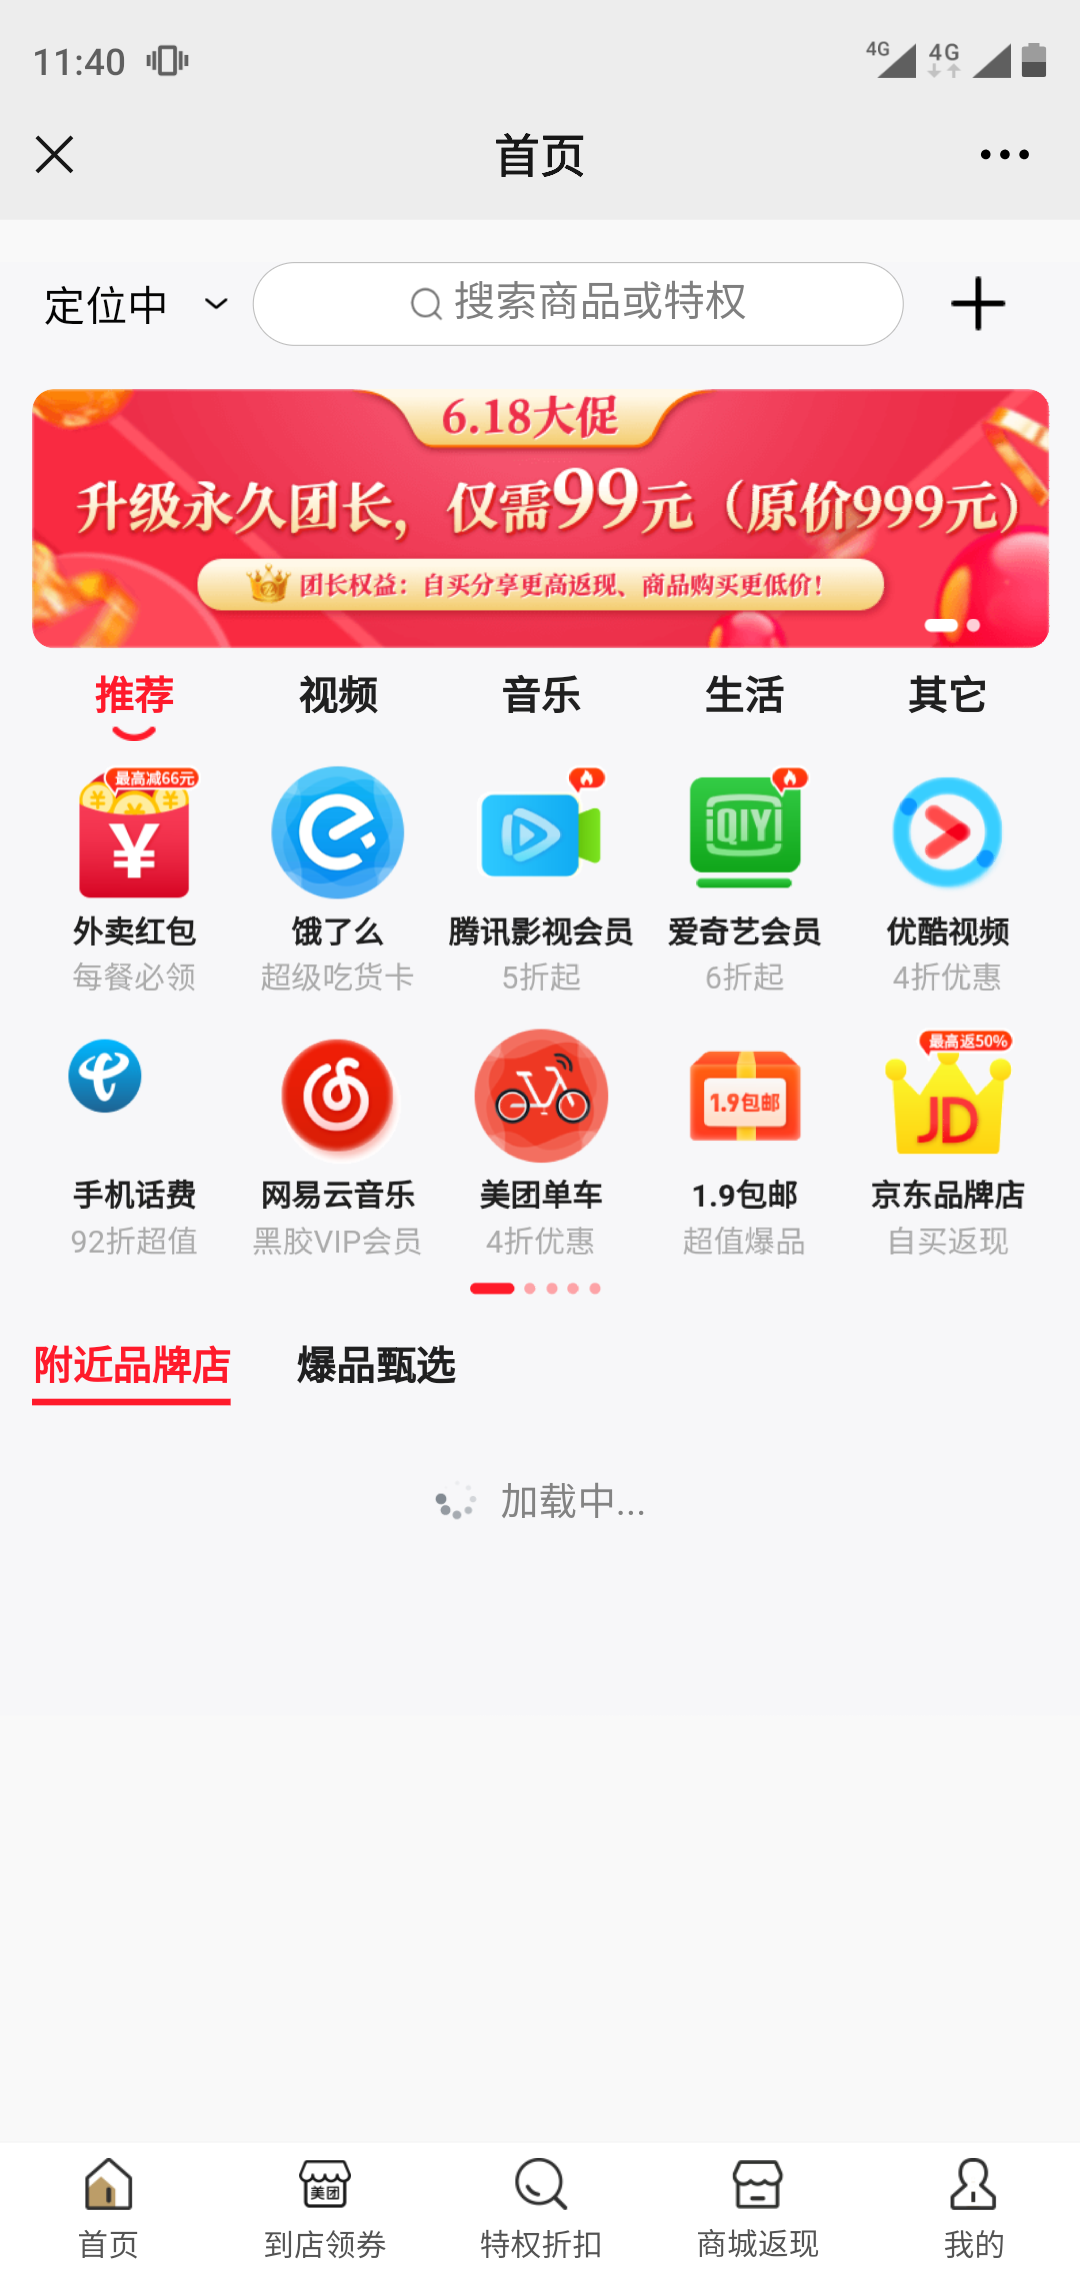 11:40
4G 4G
首页
定位中
搜索商品或特权
6.18大促
升级永久团长，仅需99元（原价999元）
团长权益：自买分享更高返现、商品购买更低价！
推荐 视频 音乐 生活 其它
最高减66元
¥
iQIYI
外卖红包 饿了么 腾讯影视会员 爱奇艺会员 优酷视频
每餐必领 超级吃货卡 5折起 6折起 4折优惠
最高返50%
1.9包邮
JD
手机话费 网易云音乐 美团单车 1.9包邮 京东品牌店
92折超值 黑胶VIP会员 4折优惠 超值爆品 自买返现
附近品牌店 爆品甄选
加载中...
美团
首页 到店领券 特权折扣 商城返现 我的